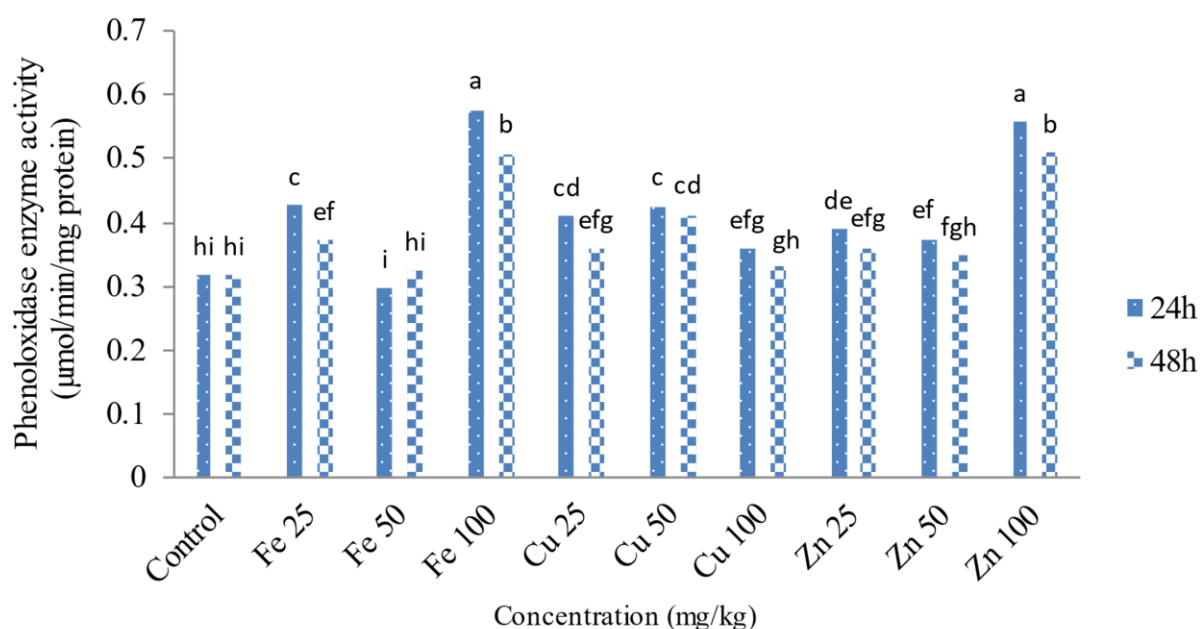 Phenoloxidase enzyme activity
(µmol/min/mg protein)
0.7
0.6
0.5
0.4
0.3
0.2
0.1
0
hi hi
c
ef
i
hi
a
b
cd
efg
c
cd
efg
gh
de
efg
ef
fgh
a
b
24h
48h
Control
Fe 25
Fe 50
Fe 100
Cu 25
Cu 50
Cu 100
Zn 25
Zn 50
Zn 100
Concentration (mg/kg)